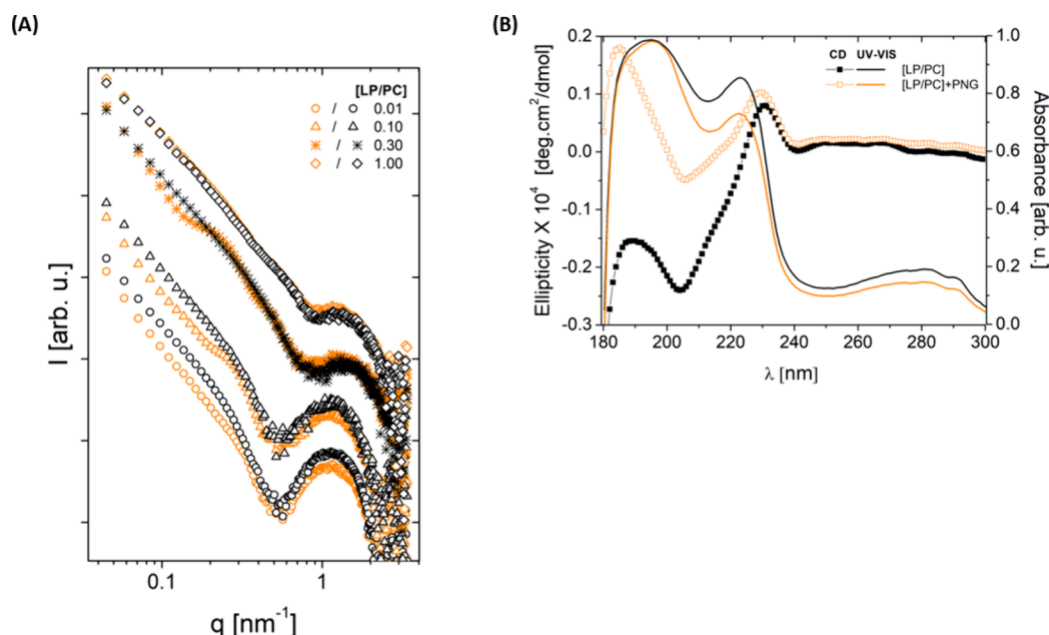 (A)
[LP/PC]
/ 0.01
/ 0.10
/ 0.30
/ 1.00
I [arb. u.]
0.1 1
q [nm⁻¹]
(B)
CD UV-VIS
[LP/PC]
[LP/PC]+PNG
Ellipticity X 10⁴ [deg.cm²/dmol]
0.2
0.1
0.0
-0.1
-0.2
-0.3
180 200 220 240 260 280 300
λ [nm]
1.0
0.8
0.6
0.4
0.2
0.0
Absorbance [arb. u.]